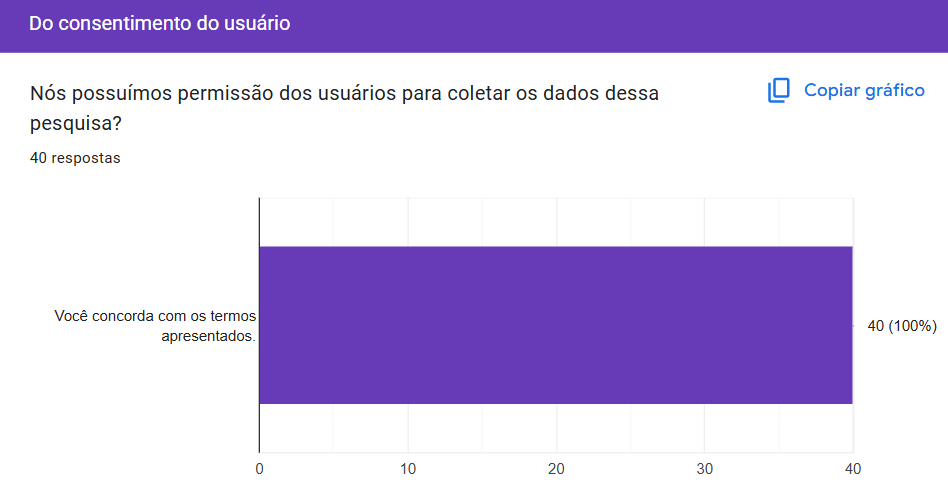 Do consentimento do usuário
Nós possuímos permissão dos usuários para coletar os dados dessa
pesquisa?
Copiar gráfico
40 respostas
Você concorda com os termos
apresentados.
40 (100%)
0 10 20 30 40